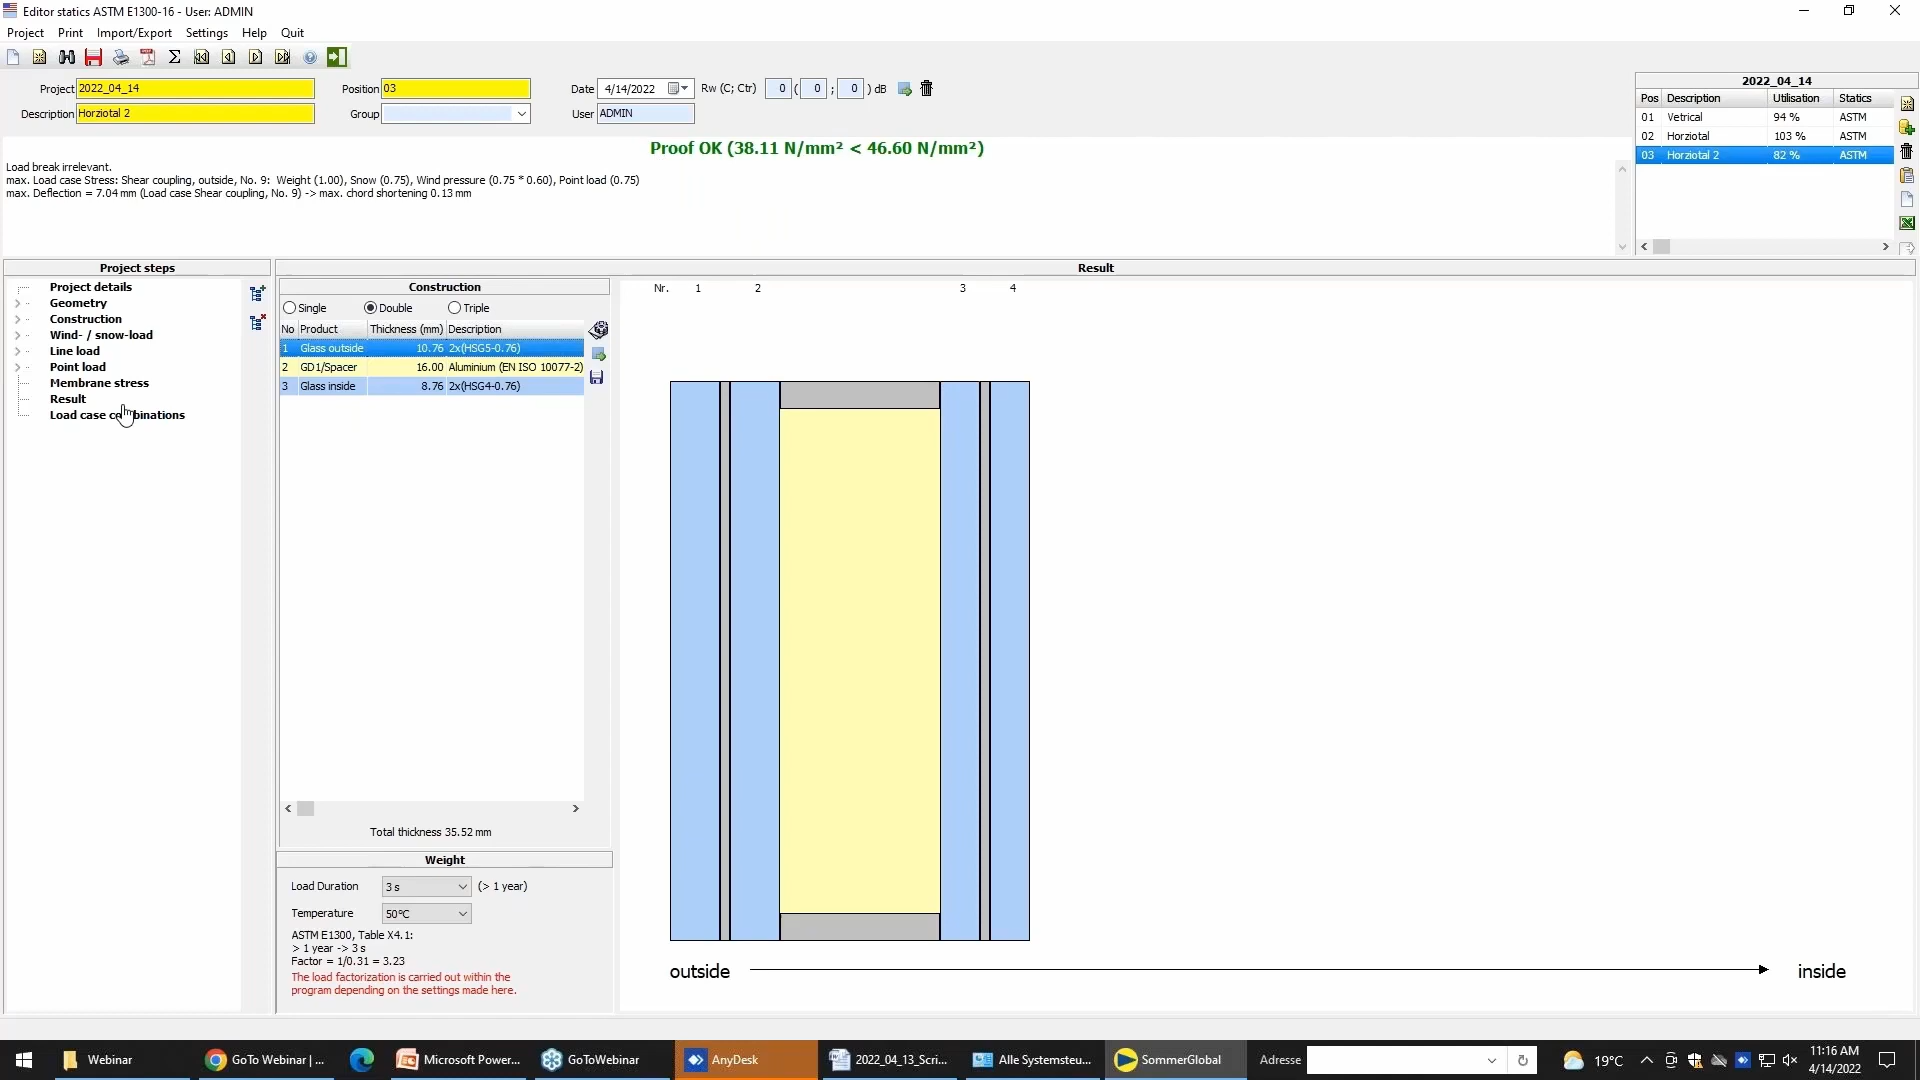 Editor statics ASTM E1300-16 - User: ADMIN
Project Print Import/Export Settings Help Quit
Project 2022_04_14 Position 03 Date 4/14/2022 Rw (C; Ctr) 0 ( 0 ; 0 ) dB
Description Horziotal 2 Group User ADMIN
2022_04_14
Pos Description Utilisation Statics
01 Vetrical 94 % ASTM
02 Horziotal 103 % ASTM
03 Horziotal 2 82 % ASTM
Proof OK (38.11 N/mm² < 46.60 N/mm²)
Load break irrelevant.
max. Load case Stress: Shear coupling, outside, No. 9: Weight (1.00), Snow (0.75), Wind pressure (0.75 * 0.60), Point load (0.75)
max. Deflection = 7.04 mm (Load case Shear coupling, No. 9) -> max. chord shortening 0.13 mm
Project steps
Project details
Geometry
Construction
Wind- / snow-load
Line load
Point load
Membrane stress
Result
Load case combinations
Result
Construction
Single Double Triple
No Product Thickness (mm) Description
1 Glass outside 10.76 2x(HSG5-0.76)
2 GD1/Spacer 16.00 Aluminium (EN ISO 10077-2)
3 Glass inside 8.76 2x(HSG4-0.76)
Total thickness 35.52 mm
Weight
Load Duration 3 s (> 1 year)
Temperature 50°C
ASTM E1300, Table X4.1:
> 1 year -> 3 s
Factor = 1/0.31 = 3.23
The load factorization is carried out within the
program depending on the settings made here.
Nr. 1 2 3 4
outside inside
Webinar
GoTo Webinar | ...
Microsoft Power...
GoToWebinar
AnyDesk
2022_04_13_Scri...
Alle Systemsteu...
SommerGlobal
Adresse
19°C
11:16 AM
4/14/2022